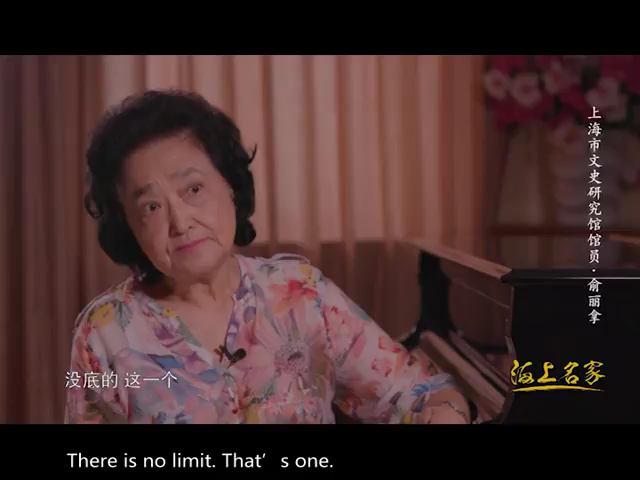 上海市文史研究馆馆员·俞丽拿
海上名家
没底的 这一个
There is no limit. That's one.